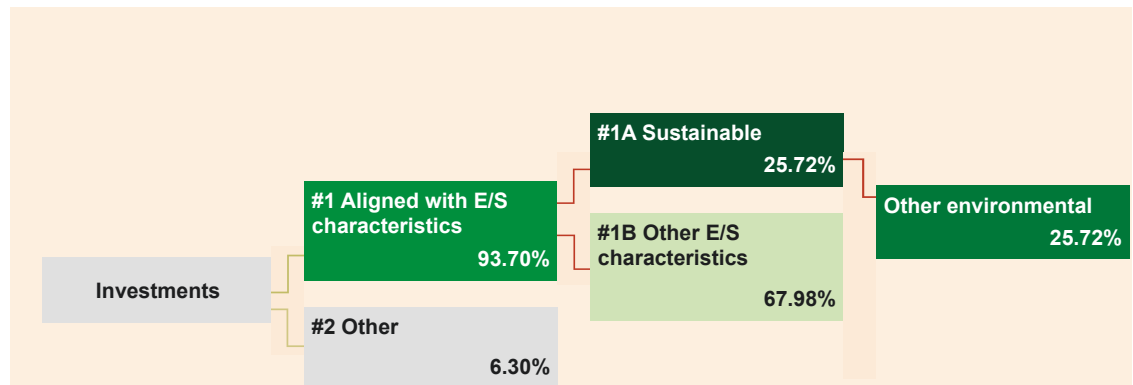 Investments
#1 Aligned with E/S
characteristics
93.70%
#2 Other
6.30%
#1A Sustainable
25.72%
#1B Other E/S
characteristics
67.98%
Other environmental
25.72%